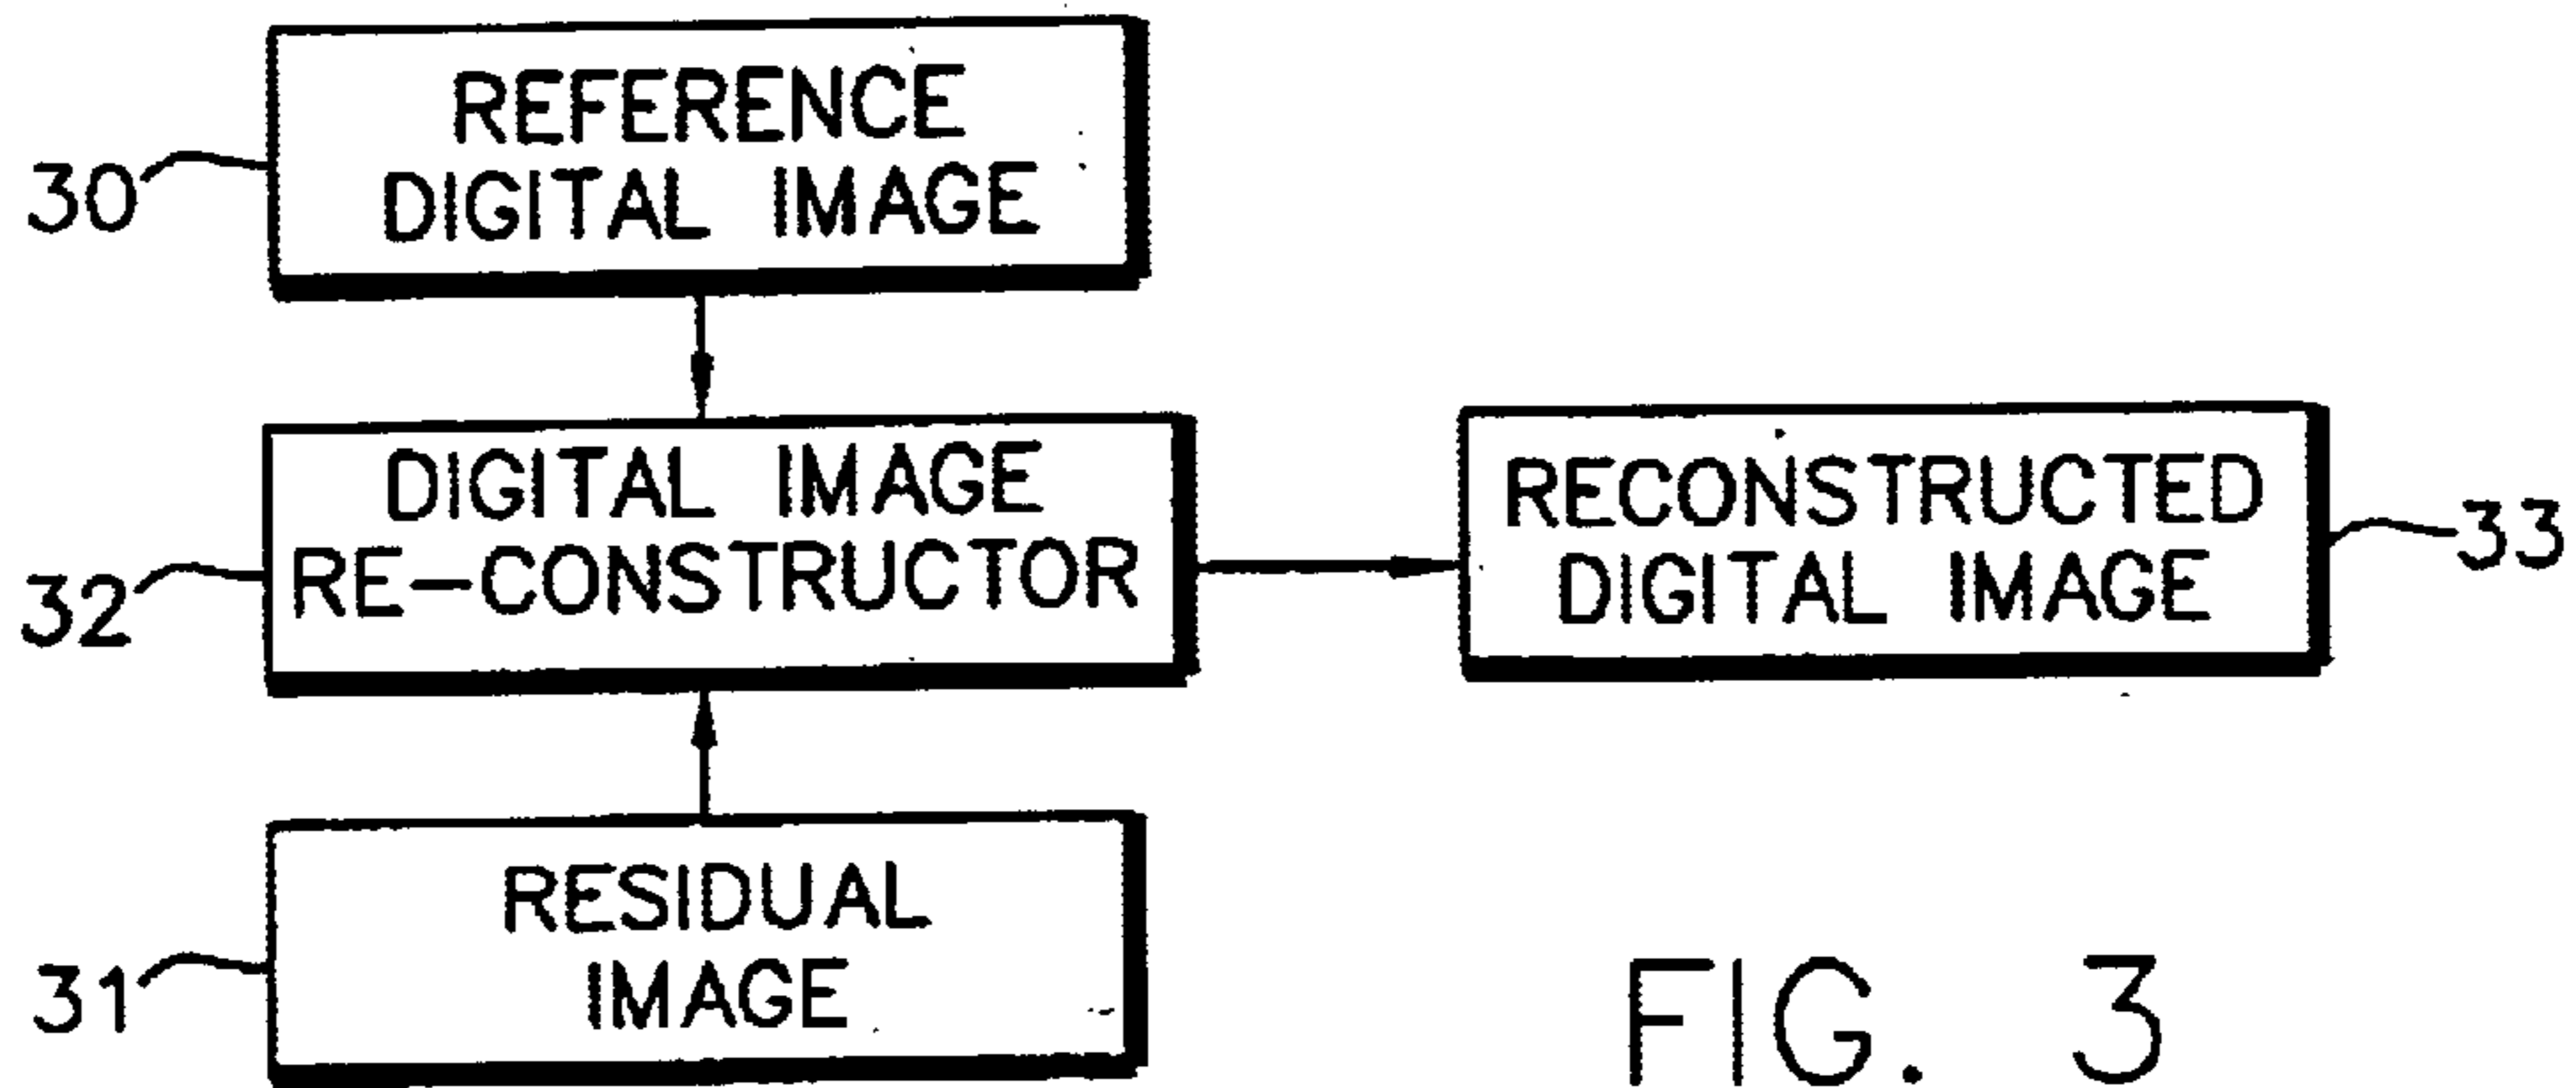 REFERENCE
DIGITAL IMAGE
30
DIGITAL IMAGE
RE-CONSTRUCTOR
32
RECONSTRUCTED
DIGITAL IMAGE
33
RESIDUAL
IMAGE
31
FIG. 3